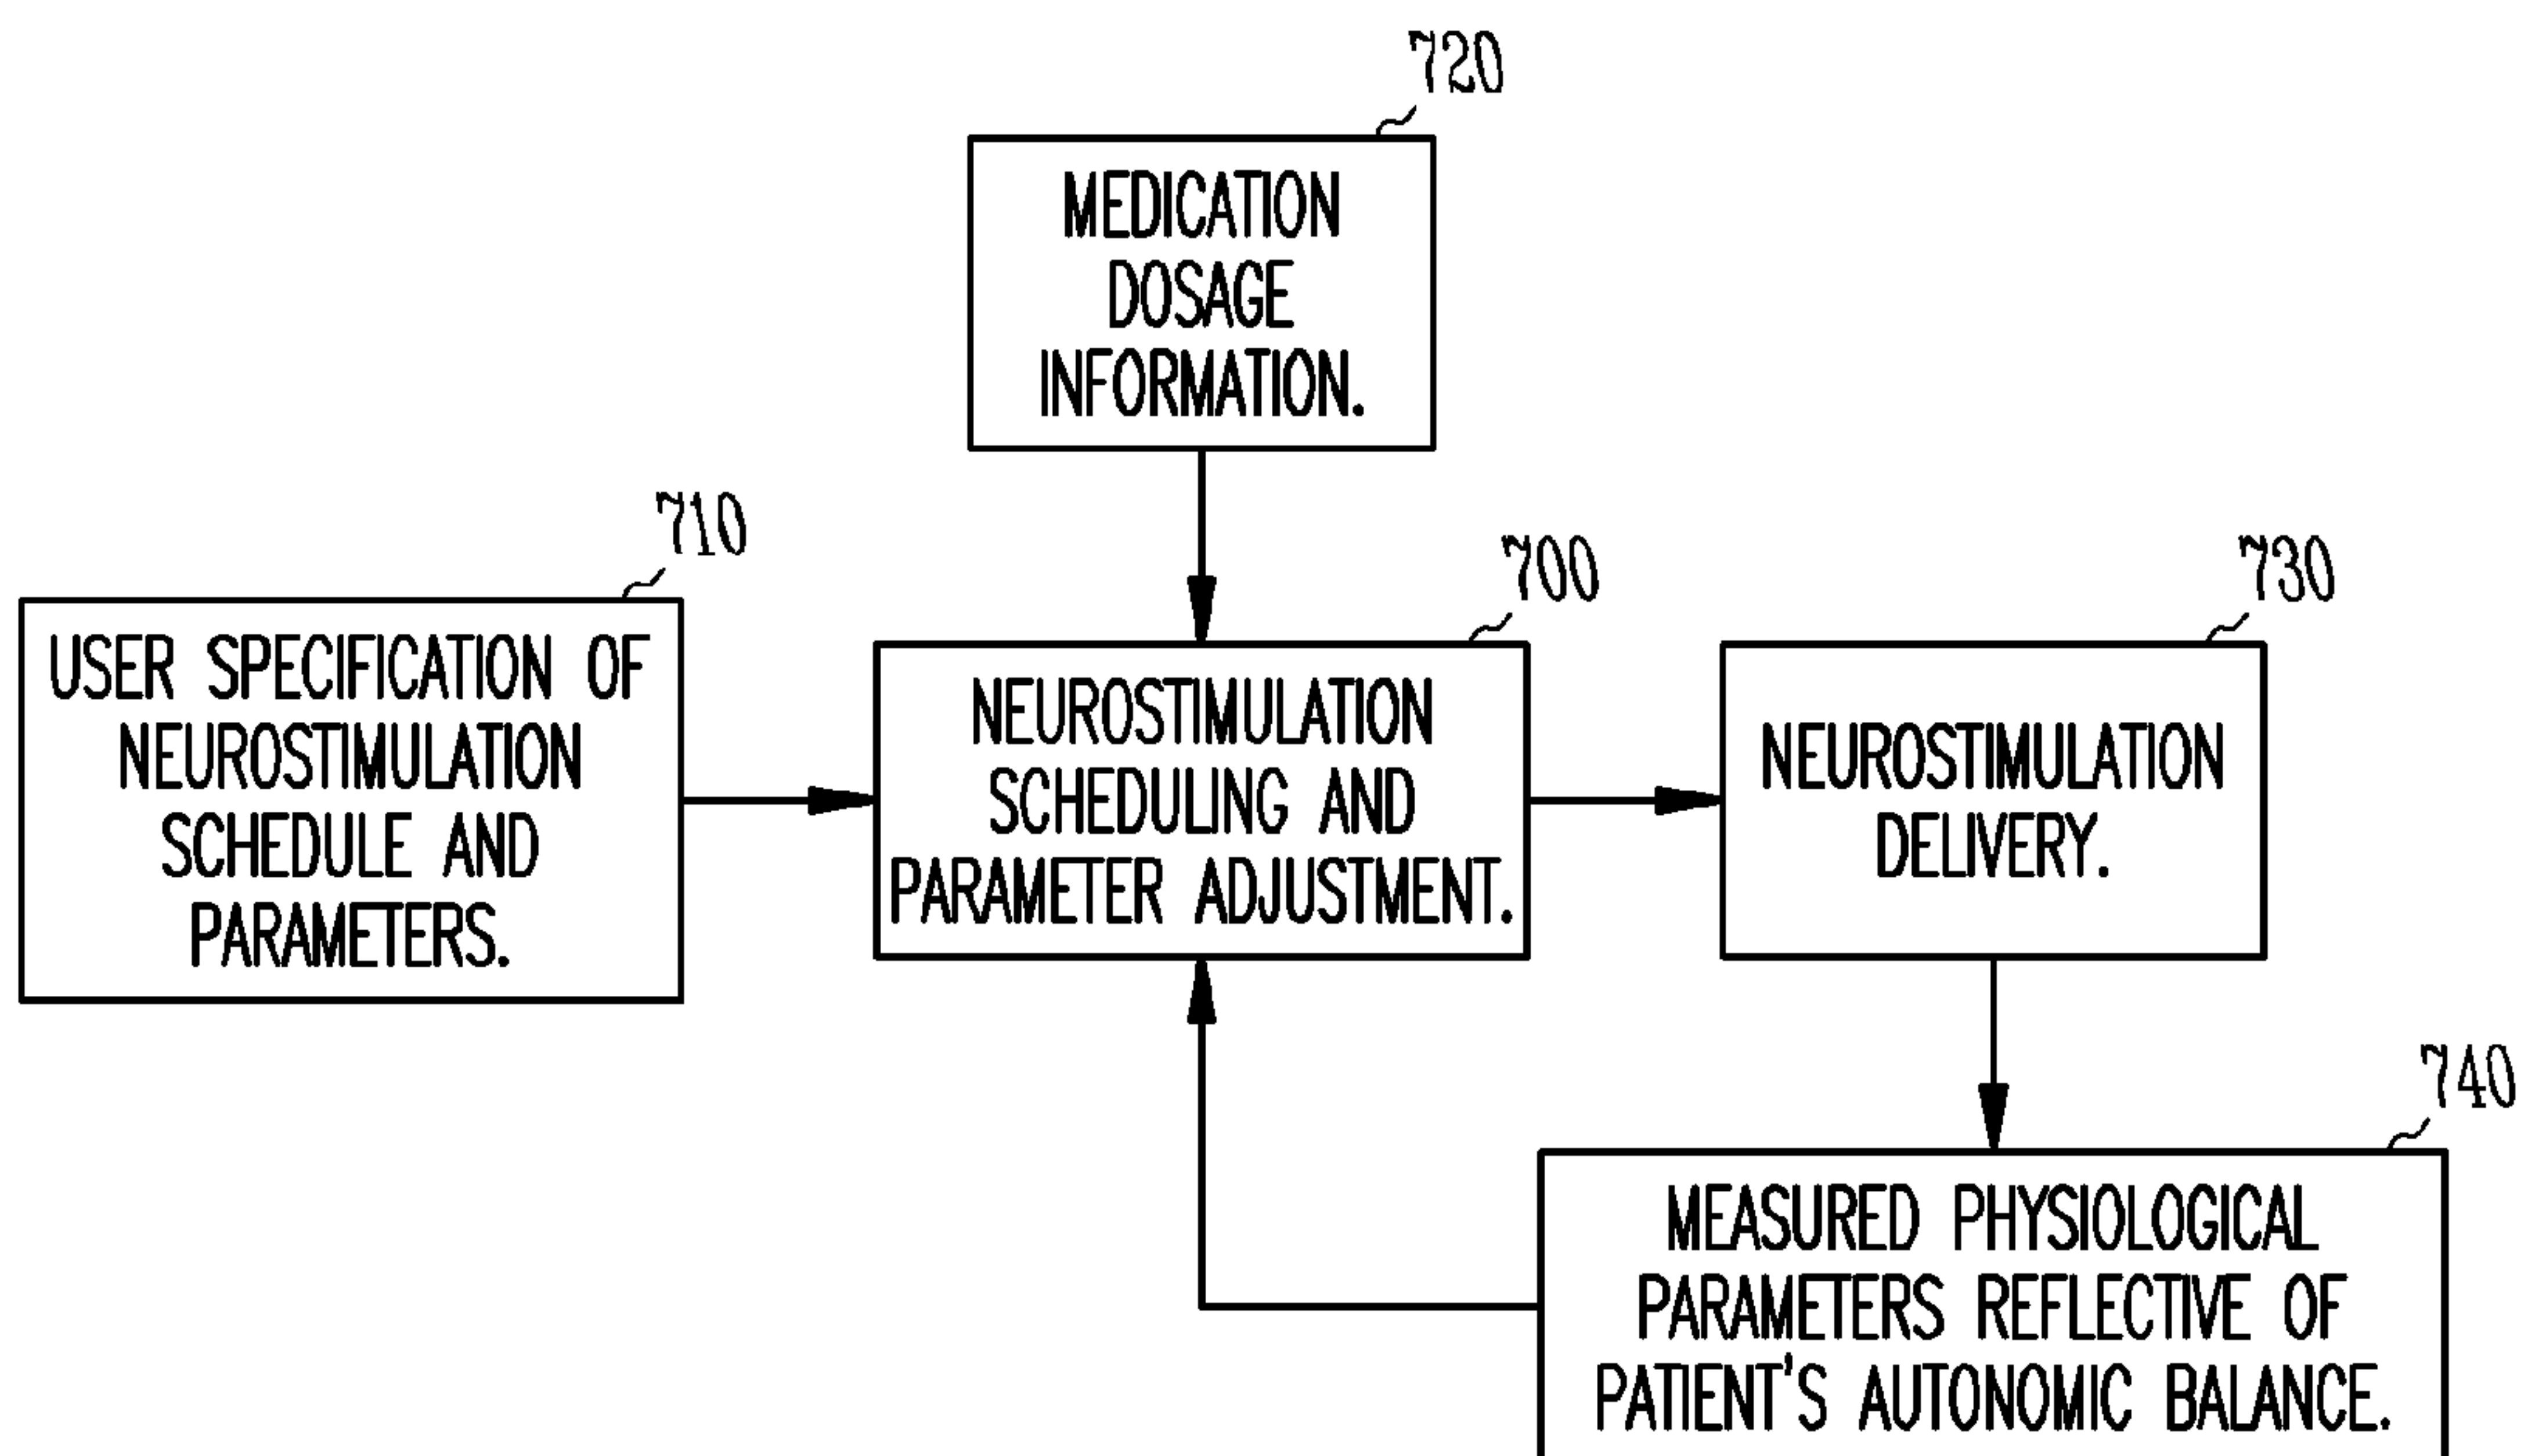 720
MEDICATION
DOSAGE
INFORMATION.
710
USER SPECIFICATION OF
NEUROSTIMULATION
SCHEDULE AND
PARAMETERS.
700
NEUROSTIMULATION
SCHEDULING AND
PARAMETER ADJUSTMENT.
730
NEUROSTIMULATION
DELIVERY.
740
MEASURED PHYSIOLOGICAL
PARAMETERS REFLECTIVE OF
PATIENT'S AUTONOMIC BALANCE.